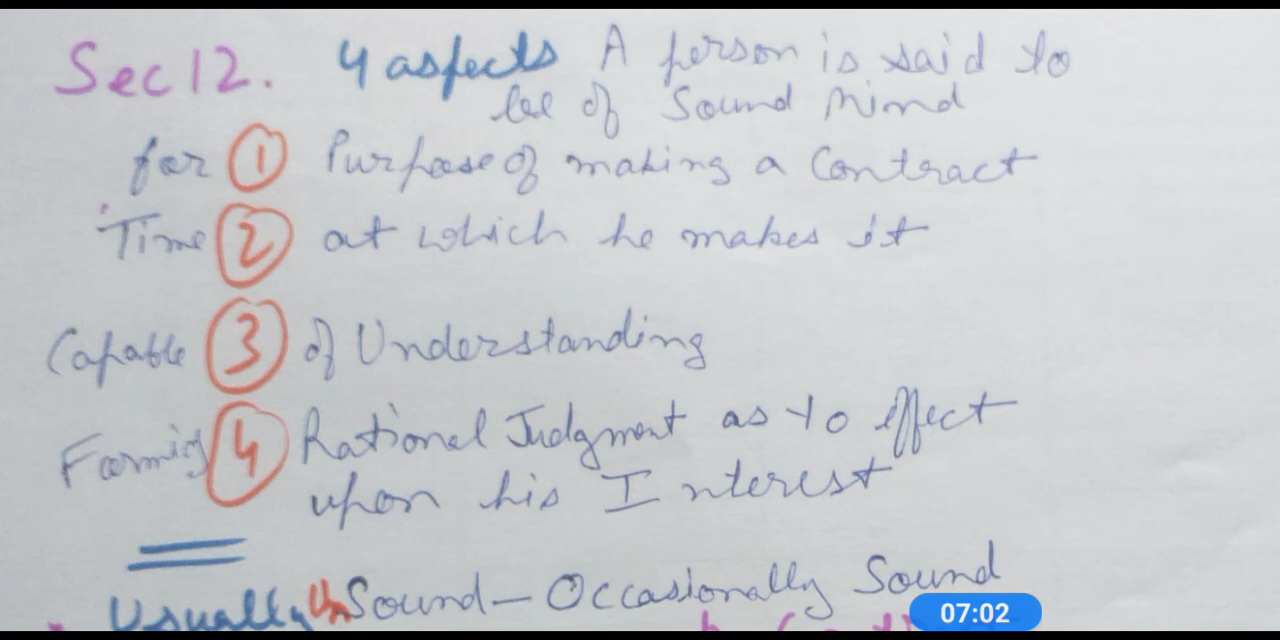 Sec 12. 4 aspects A person is said to
be of Sound Mind
for ① Purpose of making a Contract
Time ② at which he makes it
Capable ③ of Understanding
Forming ④ Rational Judgment as to effect
upon his Interest
Usually UnSound – Occasionally Sound
07:02